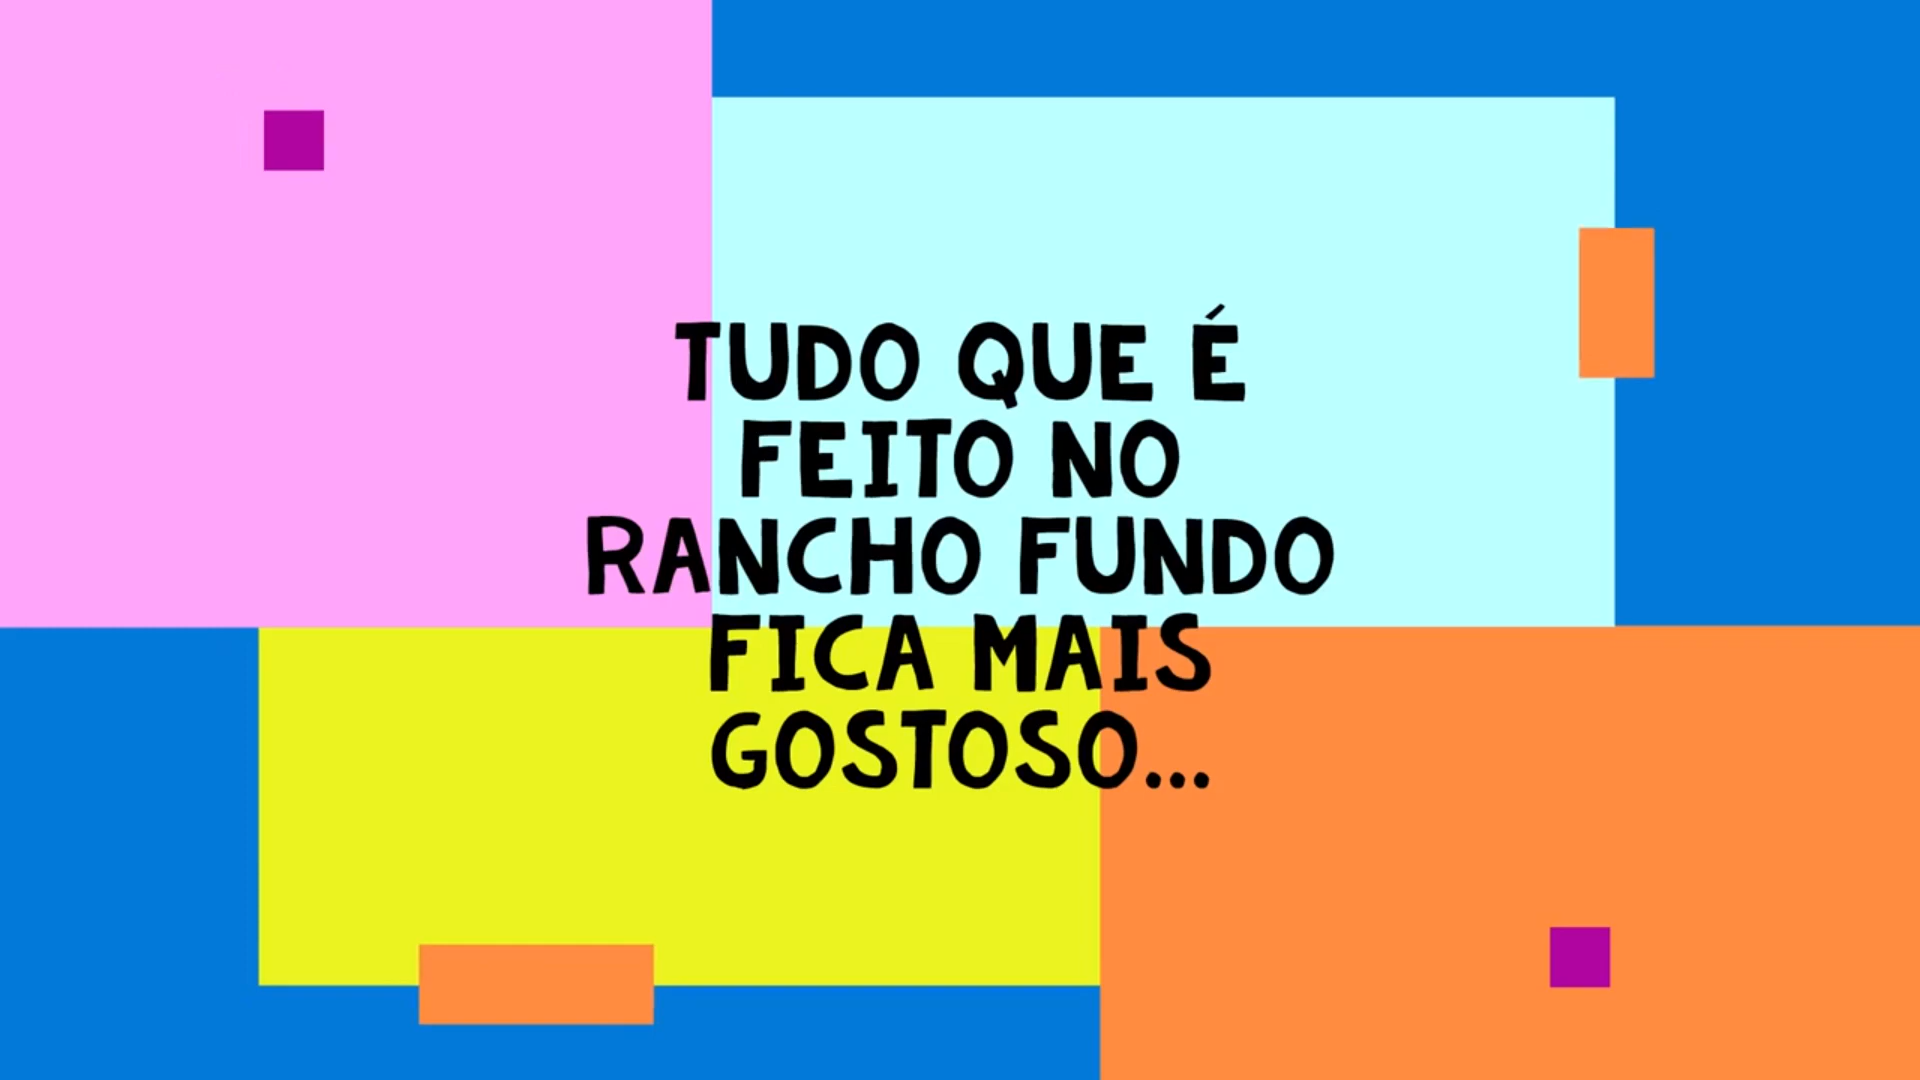 TUDO QUE É
FEITO NO
RANCHO FUNDO
FICA MAIS
GOSTOSO...